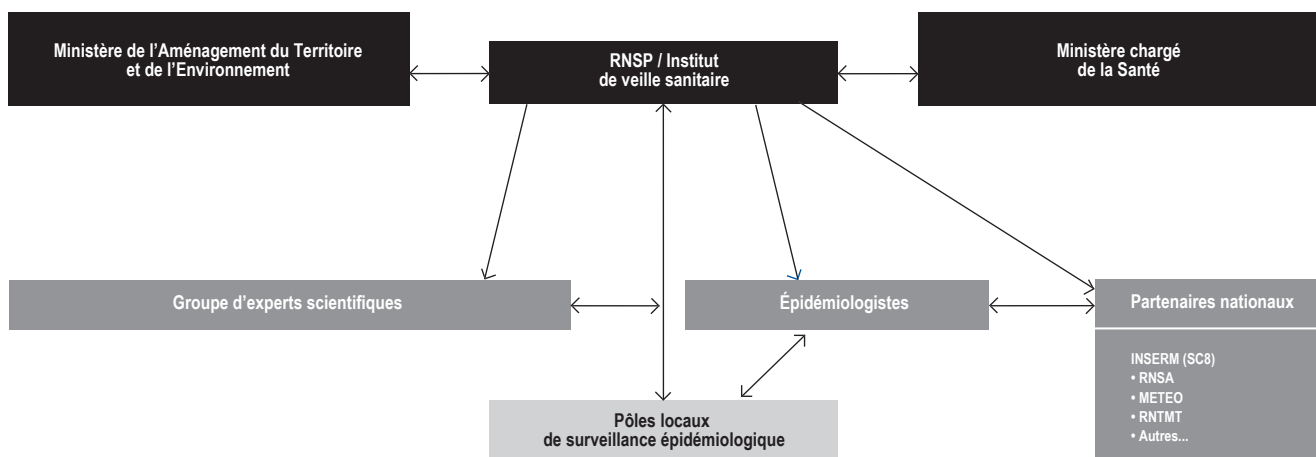 Ministère de l’Aménagement du Territoire
et de l’Environnement
RNSP / Institut
de veille sanitaire
Ministère chargé
de la Santé
Groupe d’experts scientifiques
Épidémiologistes
Partenaires nationaux
INSERM (SC8)
• RNSA
• METEO
• RNTMT
• Autres...
Pôles locaux
de surveillance épidémiologique